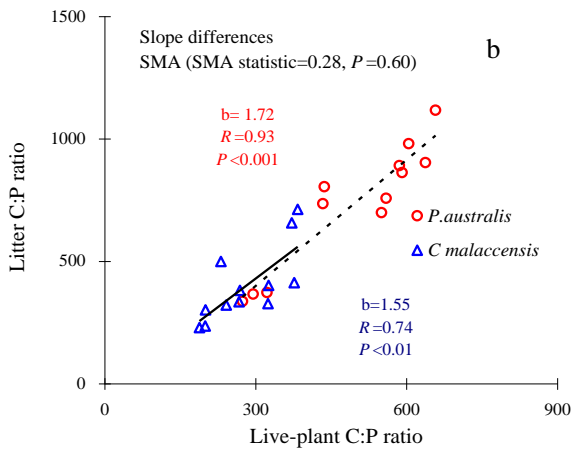 1500
Slope differences
SMA (SMA statistic=0.28, P=0.60)
b
b= 1.72
R=0.93
P<0.001
1000
Litter C:P ratio
P.australis
C malaccensis
500
b=1.55
R=0.74
P<0.01
0
0 300 600 900
Live-plant C:P ratio